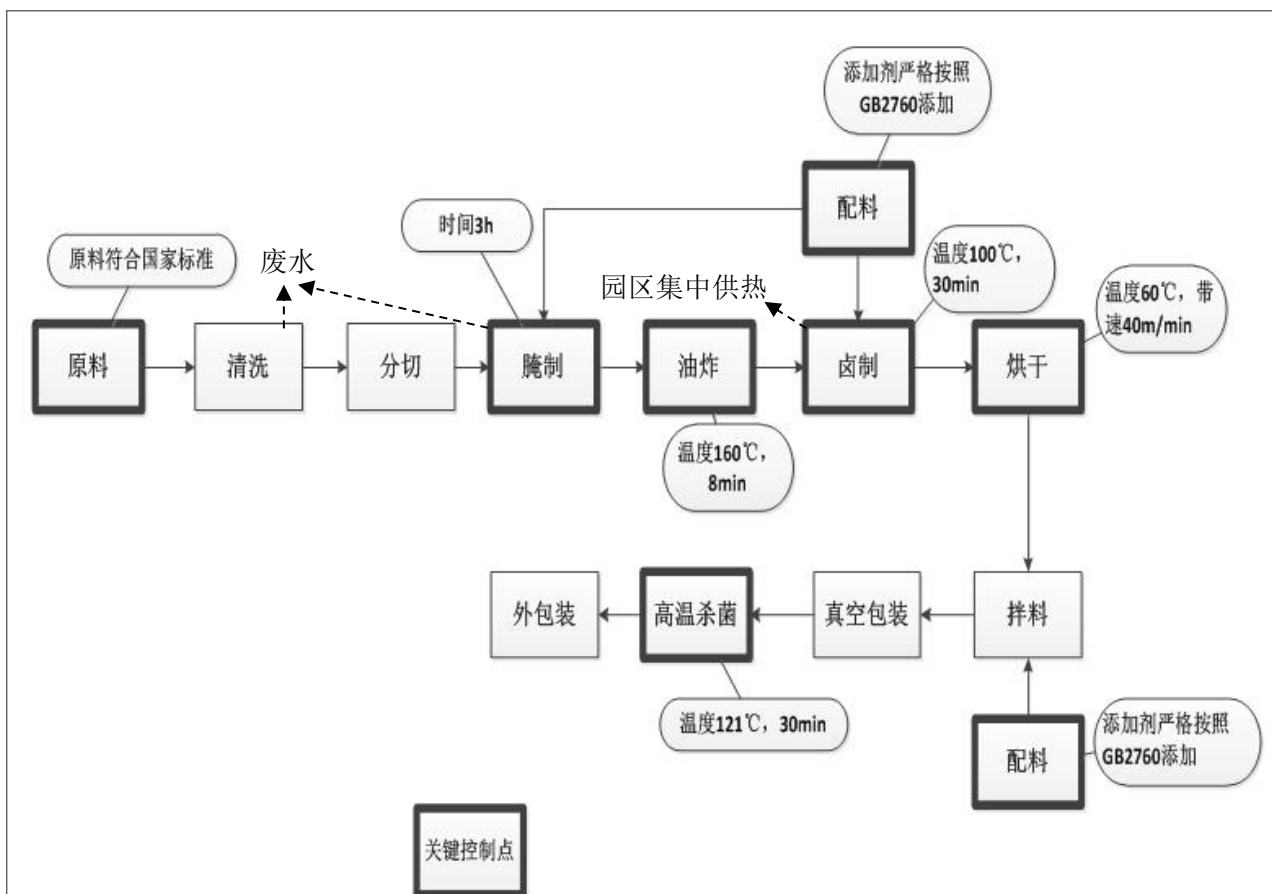 添加剂严格按照
GB2760添加
配料
时间3h
原料符合国家标准
废水
园区集中供热
温度100℃,
30min
温度60℃，带
速40m/min
原料
清洗
分切
腌制
油炸
卤制
烘干
温度160℃,
8min
外包装
高温杀菌
真空包装
拌料
温度121℃，30min
配料
添加剂严格按照
GB2760添加
关键控制点